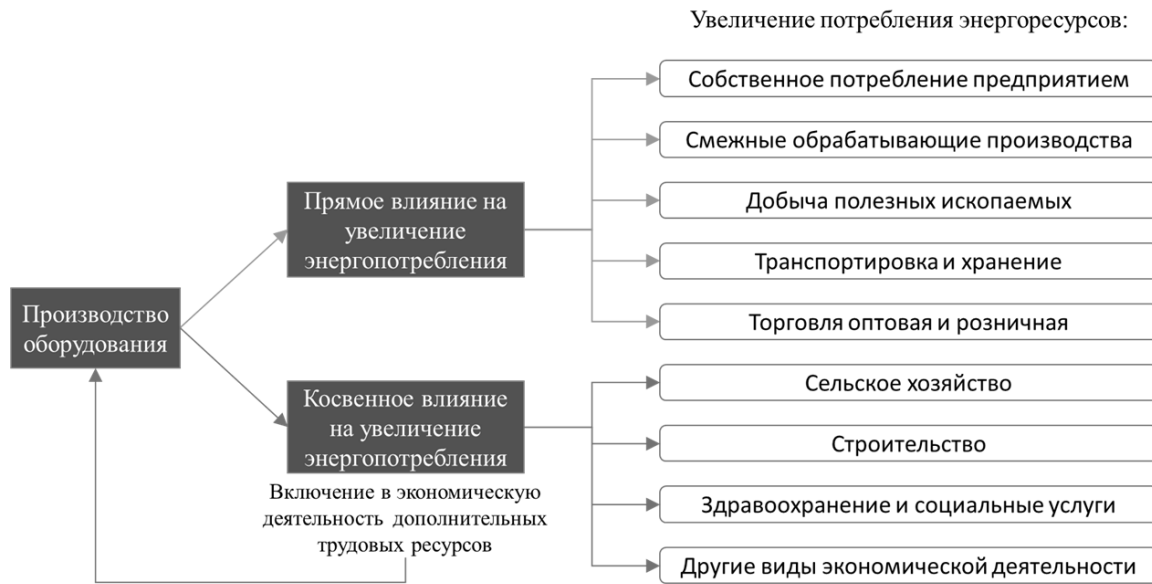 Увеличение потребления энергоресурсов:
Собственное потребление предприятием
Смежные обрабатывающие производства
Добыча полезных ископаемых
Транспортировка и хранение
Торговля оптовая и розничная
Сельское хозяйство
Строительство
Здравоохранение и социальные услуги
Другие виды экономической деятельности
Прямое влияние на
увеличение
энергопотребления
Производство
оборудования
Косвенное влияние
на увеличение
энергопотребления
Включение в экономическую
деятельность дополнительных
трудовых ресурсов